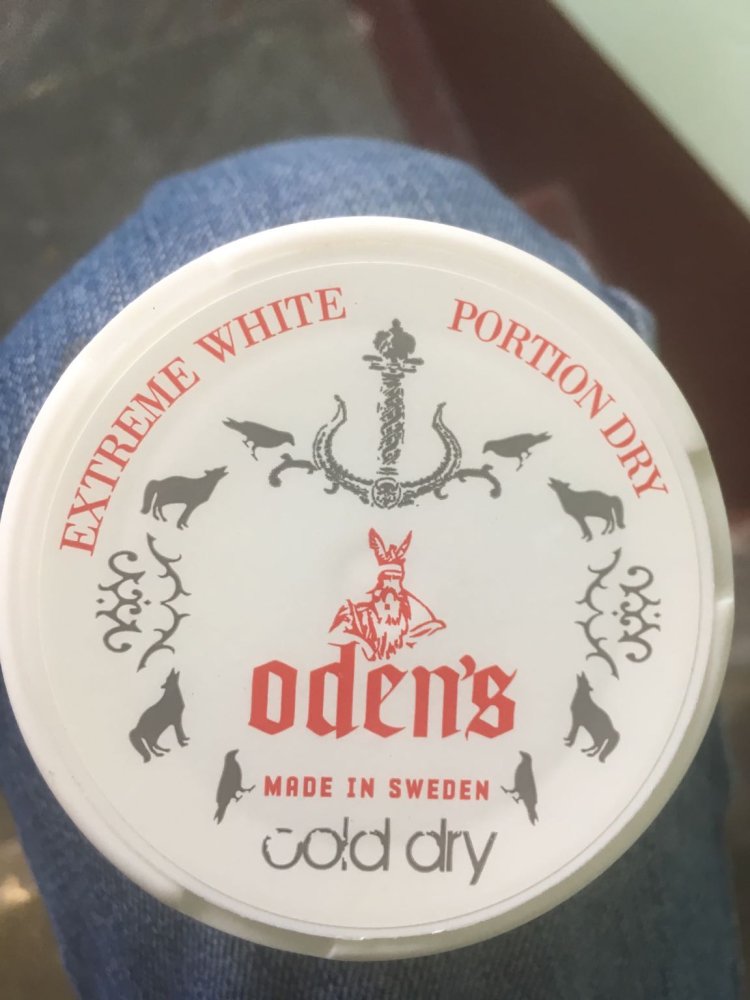 EXTREME WHITE
PORTION DRY
oden's
MADE IN SWEDEN
cold dry